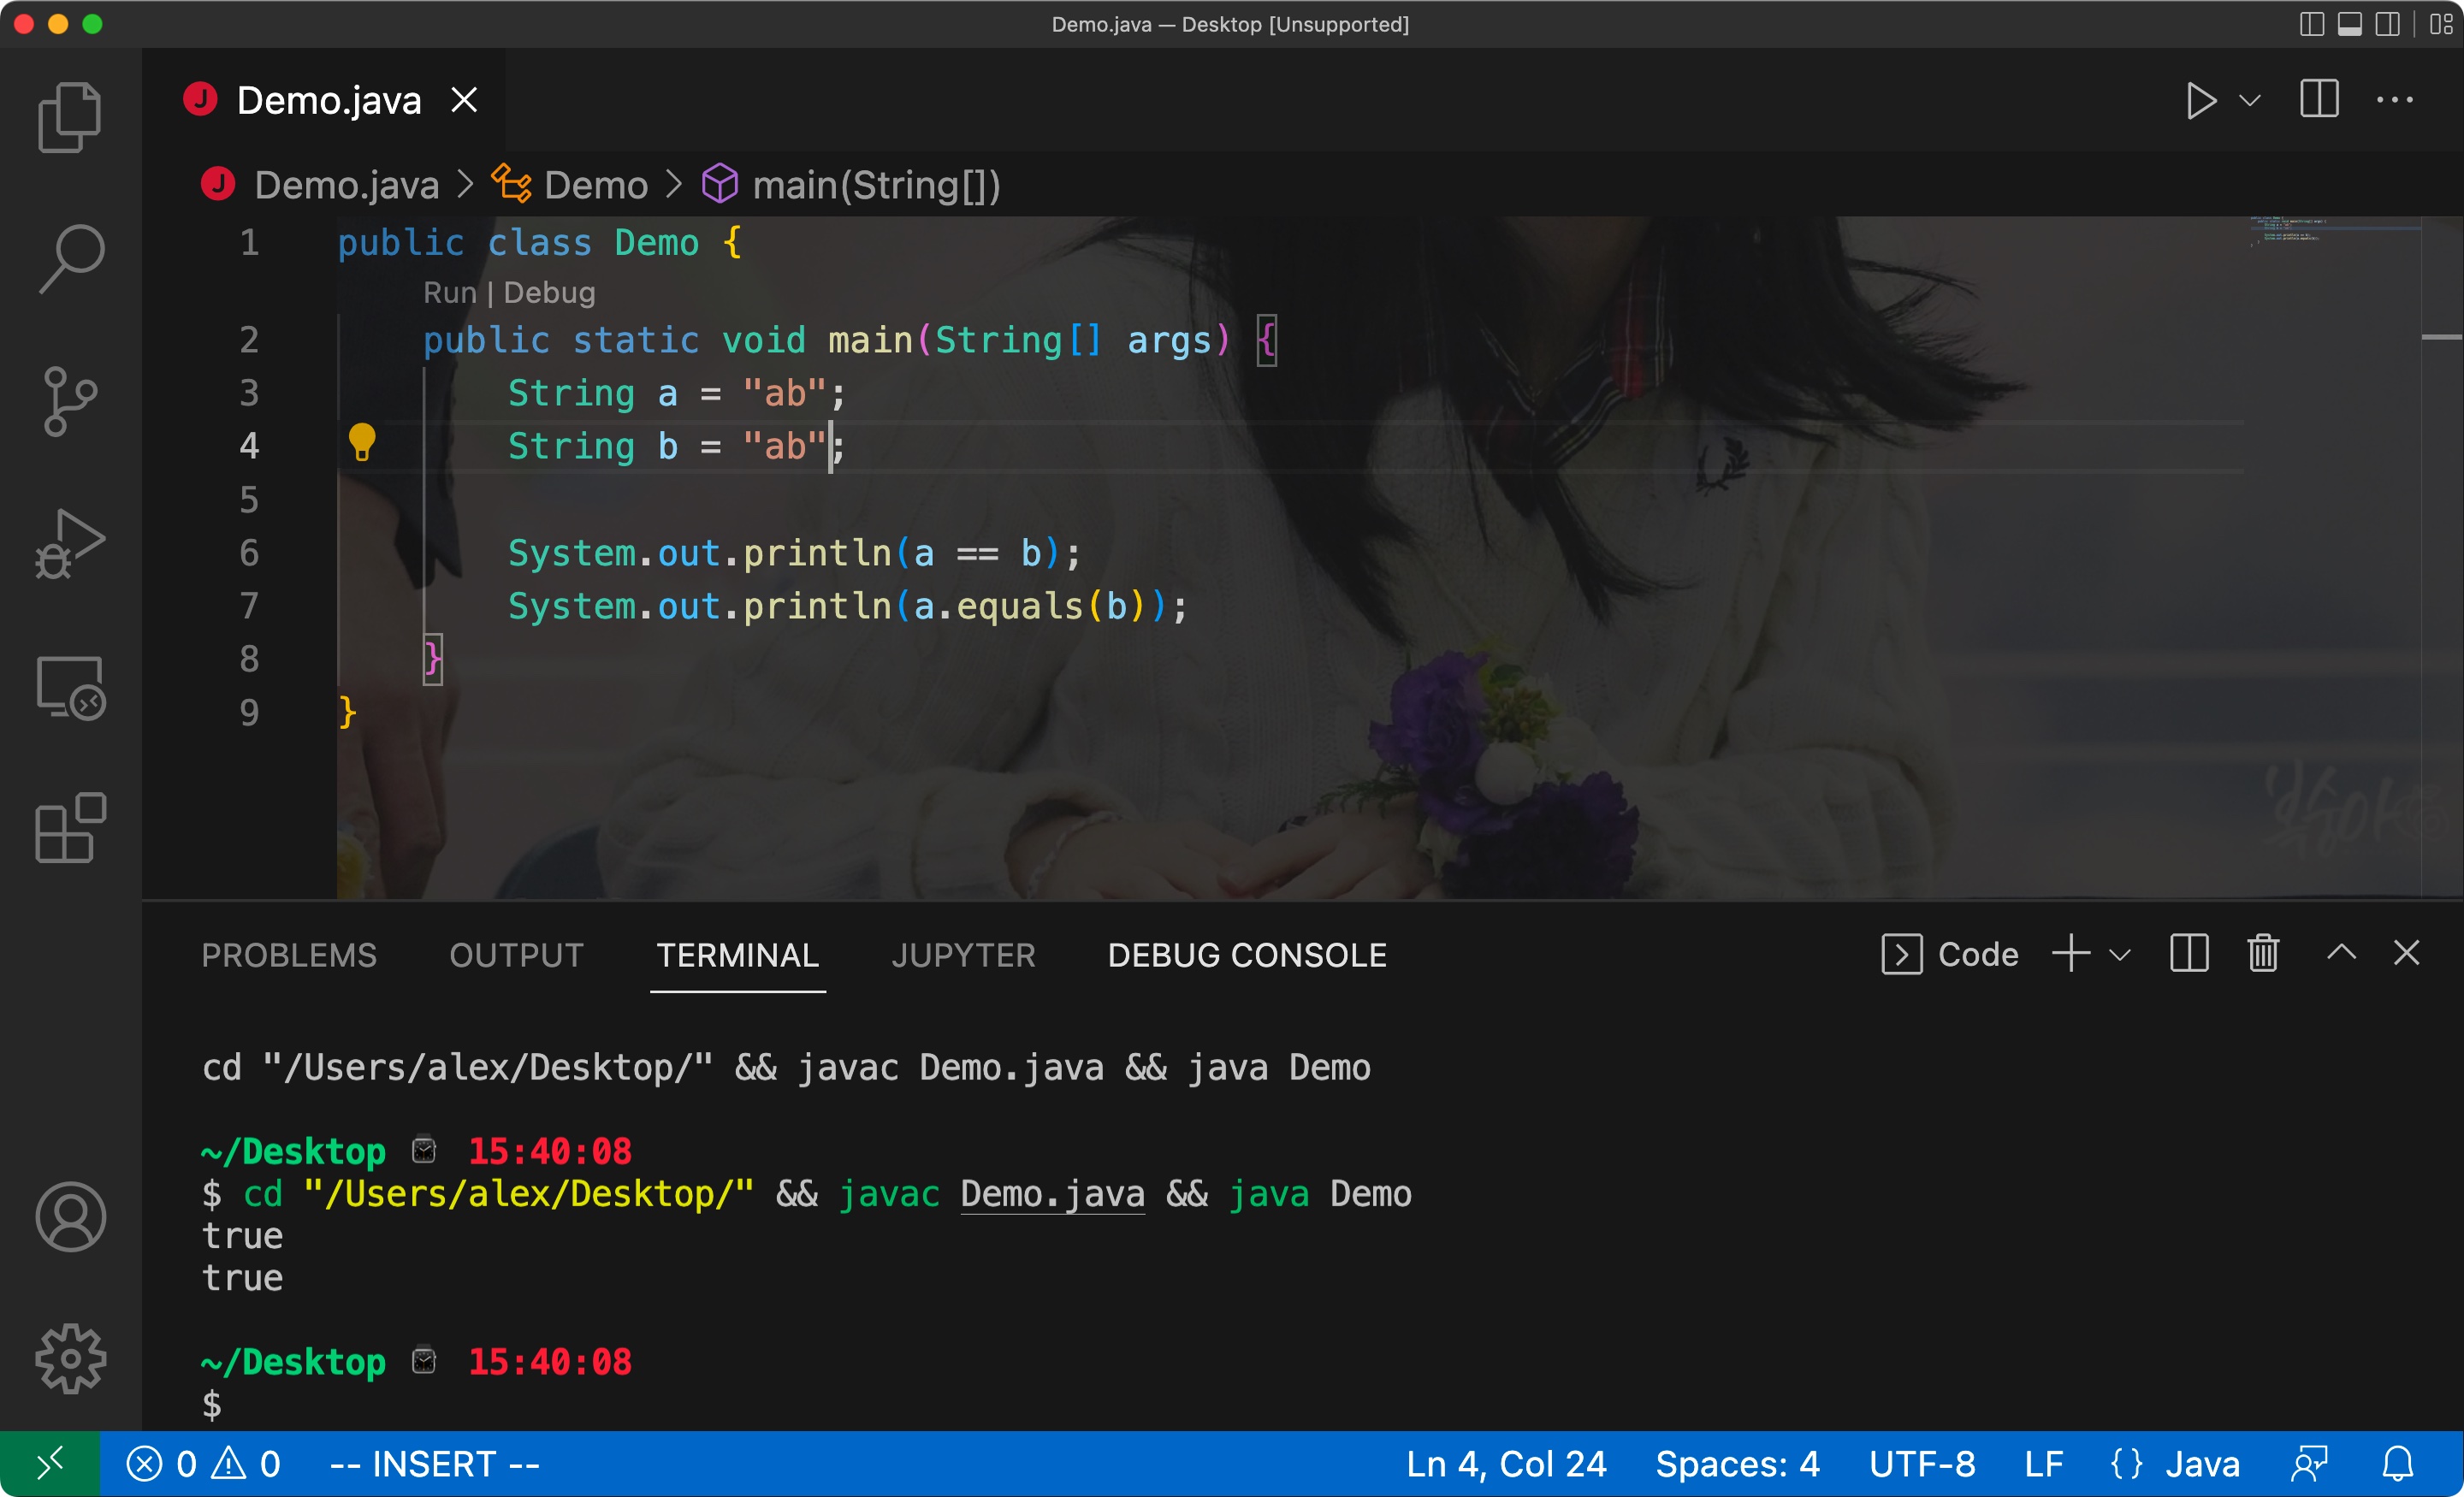 Demo.java — Desktop [Unsupported]
Demo.java
Demo.java > Demo > main(String[])
1 public class Demo {
Run | Debug
2 public static void main(String[] args) {
3 String a = "ab";
4 String b = "ab";
5
6 System.out.println(a == b);
7 System.out.println(a.equals(b));
8 }
9 }
PROBLEMS OUTPUT TERMINAL JUPYTER DEBUG CONSOLE Code
cd "/Users/alex/Desktop/" && javac Demo.java && java Demo
~/Desktop ⌚ 15:40:08
$ cd "/Users/alex/Desktop/" && javac Demo.java && java Demo
true
true
~/Desktop ⌚ 15:40:08
$
0 0 -- INSERT -- Ln 4, Col 24 Spaces: 4 UTF-8 LF {} Java